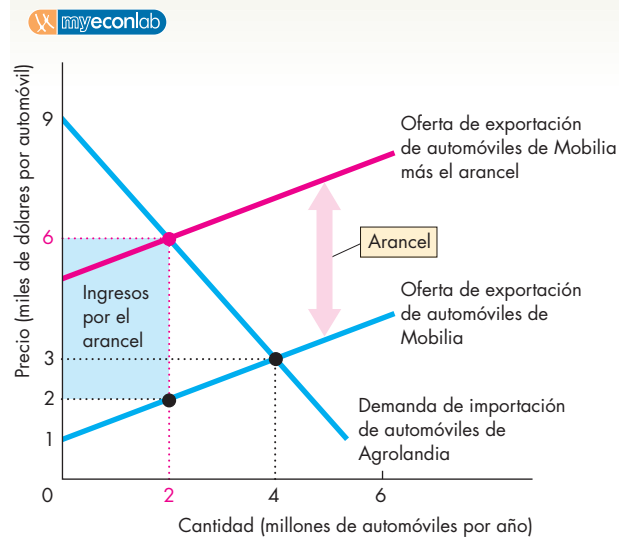 myeconlab
Precio (miles de dólares por automóvil)
9
6
3
2
1
0
2
4
6
Cantidad (millones de automóviles por año)
Oferta de exportación
de automóviles de Mobilia
más el arancel
Arancel
Oferta de exportación
de automóviles de
Mobilia
Demanda de importación
de automóviles de
Agrolandia
Ingresos
por el
arancel